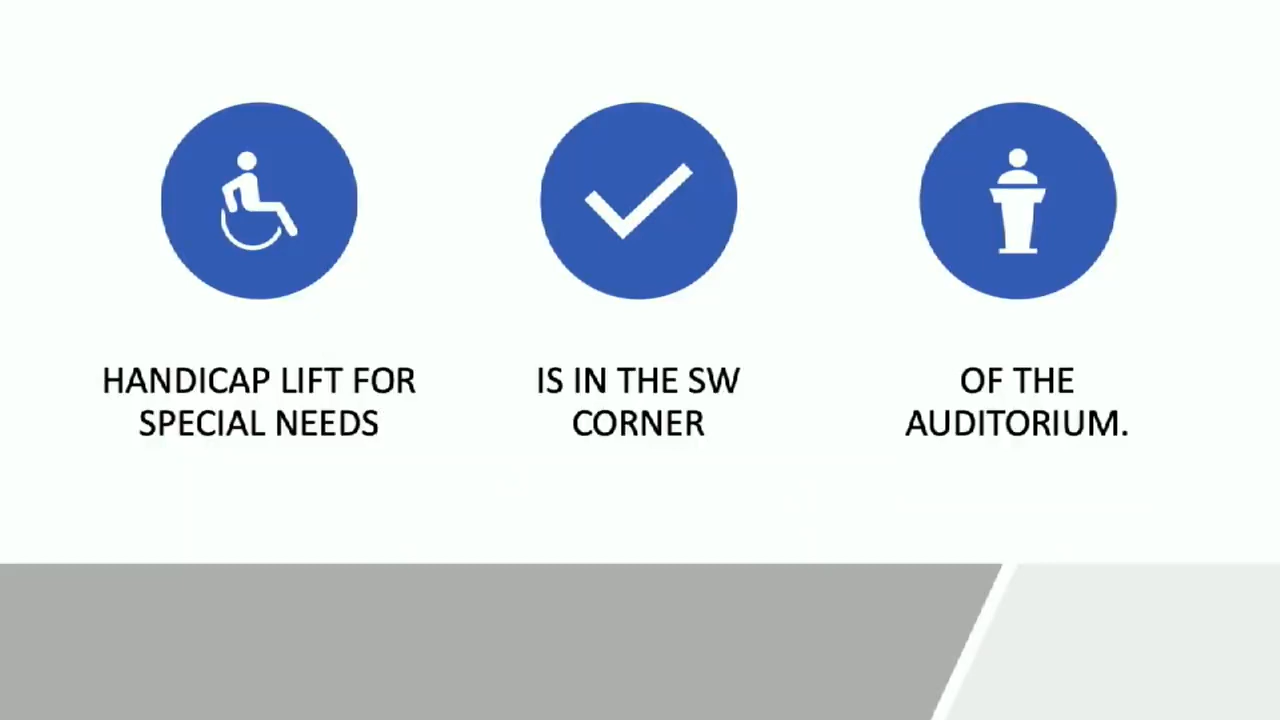 HANDICAP LIFT FOR
SPECIAL NEEDS
IS IN THE SW
CORNER
OF THE
AUDITORIUM.